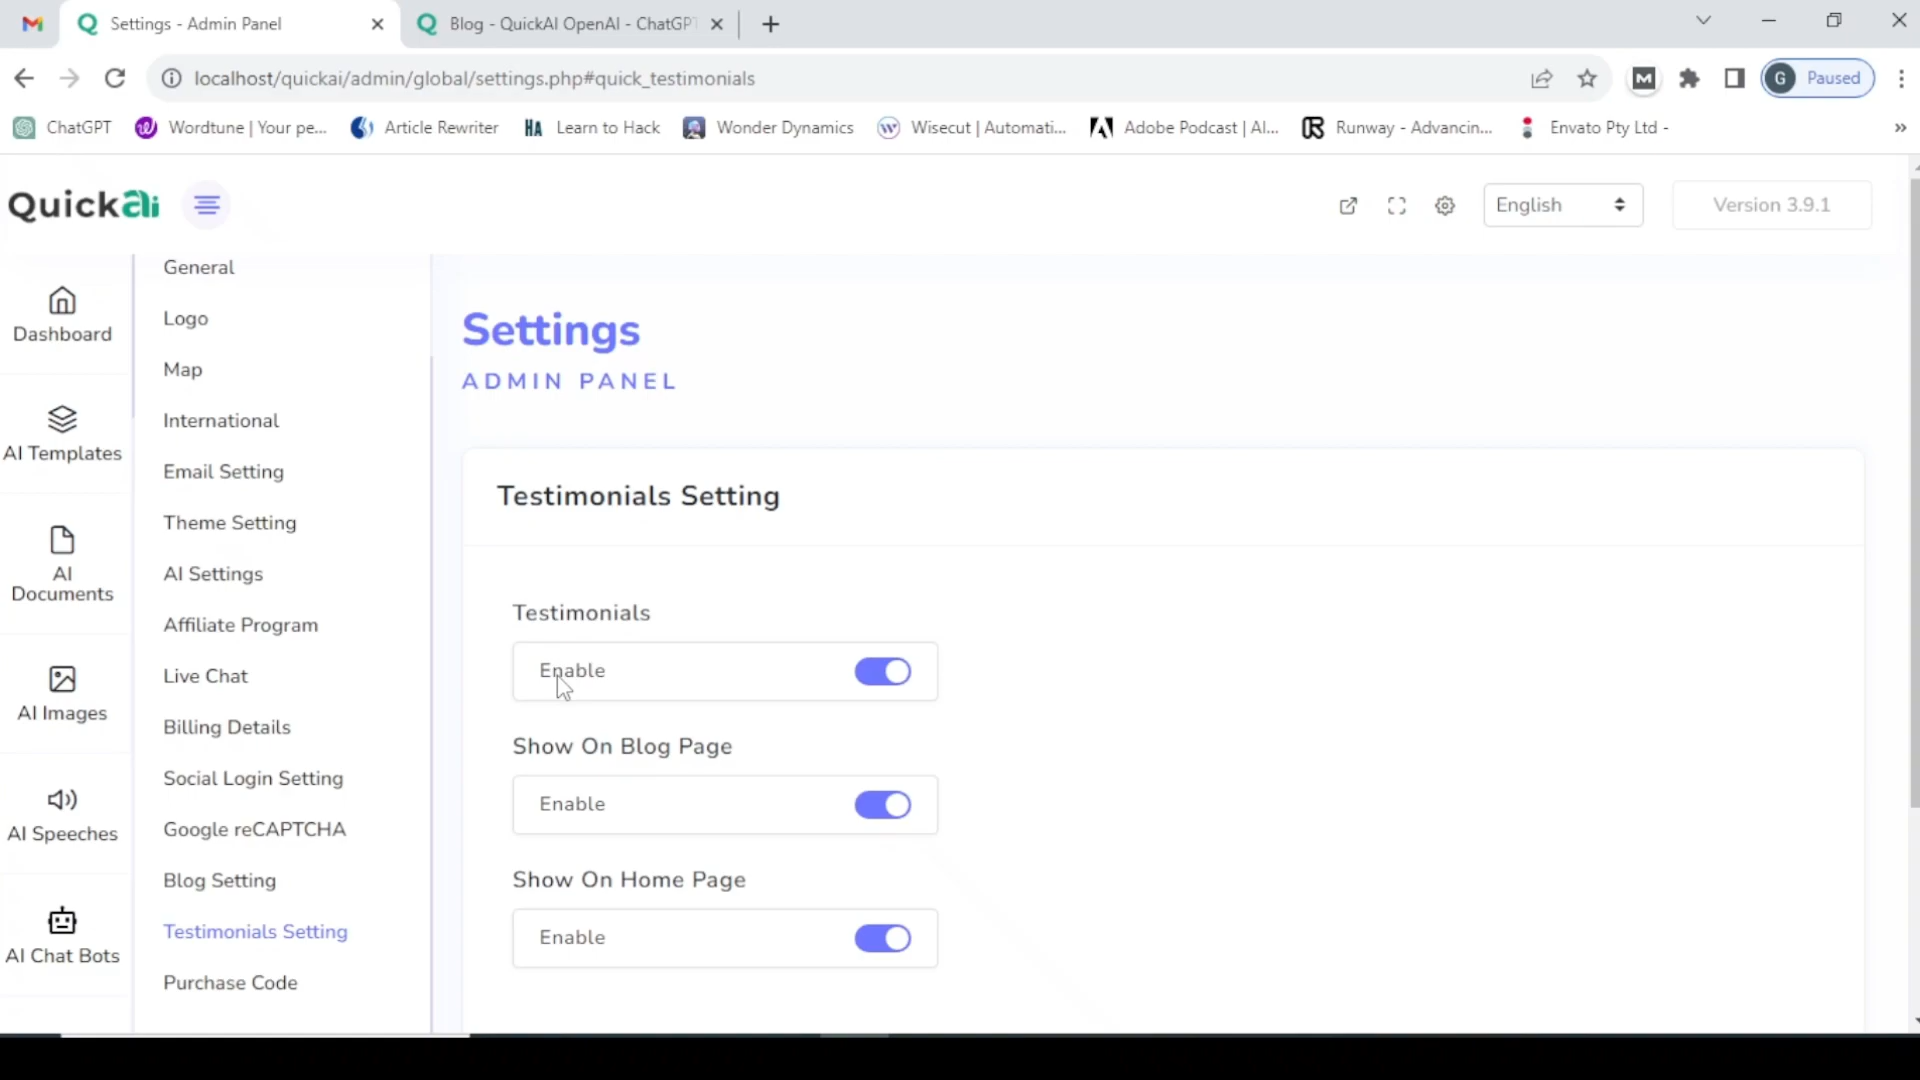 Settings - Admin Panel
Blog - QuickAI OpenAI - ChatGPT
localhost/quickai/admin/global/settings.php#quick_testimonials
G Paused
ChatGPT
Wordtune | Your pe...
Article Rewriter
HA Learn to Hack
Wonder Dynamics
Wisecut | Automati...
Adobe Podcast | AI...
Runway - Advancin...
Envato Pty Ltd -
QuickAi
English
Version 3.9.1
Dashboard
AI Templates
AI
Documents
AI Images
AI Speeches
AI Chat Bots
General
Logo
Map
International
Email Setting
Theme Setting
AI Settings
Affiliate Program
Live Chat
Billing Details
Social Login Setting
Google reCAPTCHA
Blog Setting
Testimonials Setting
Purchase Code
Settings
ADMIN PANEL
Testimonials Setting
Testimonials
Enable
Show On Blog Page
Enable
Show On Home Page
Enable